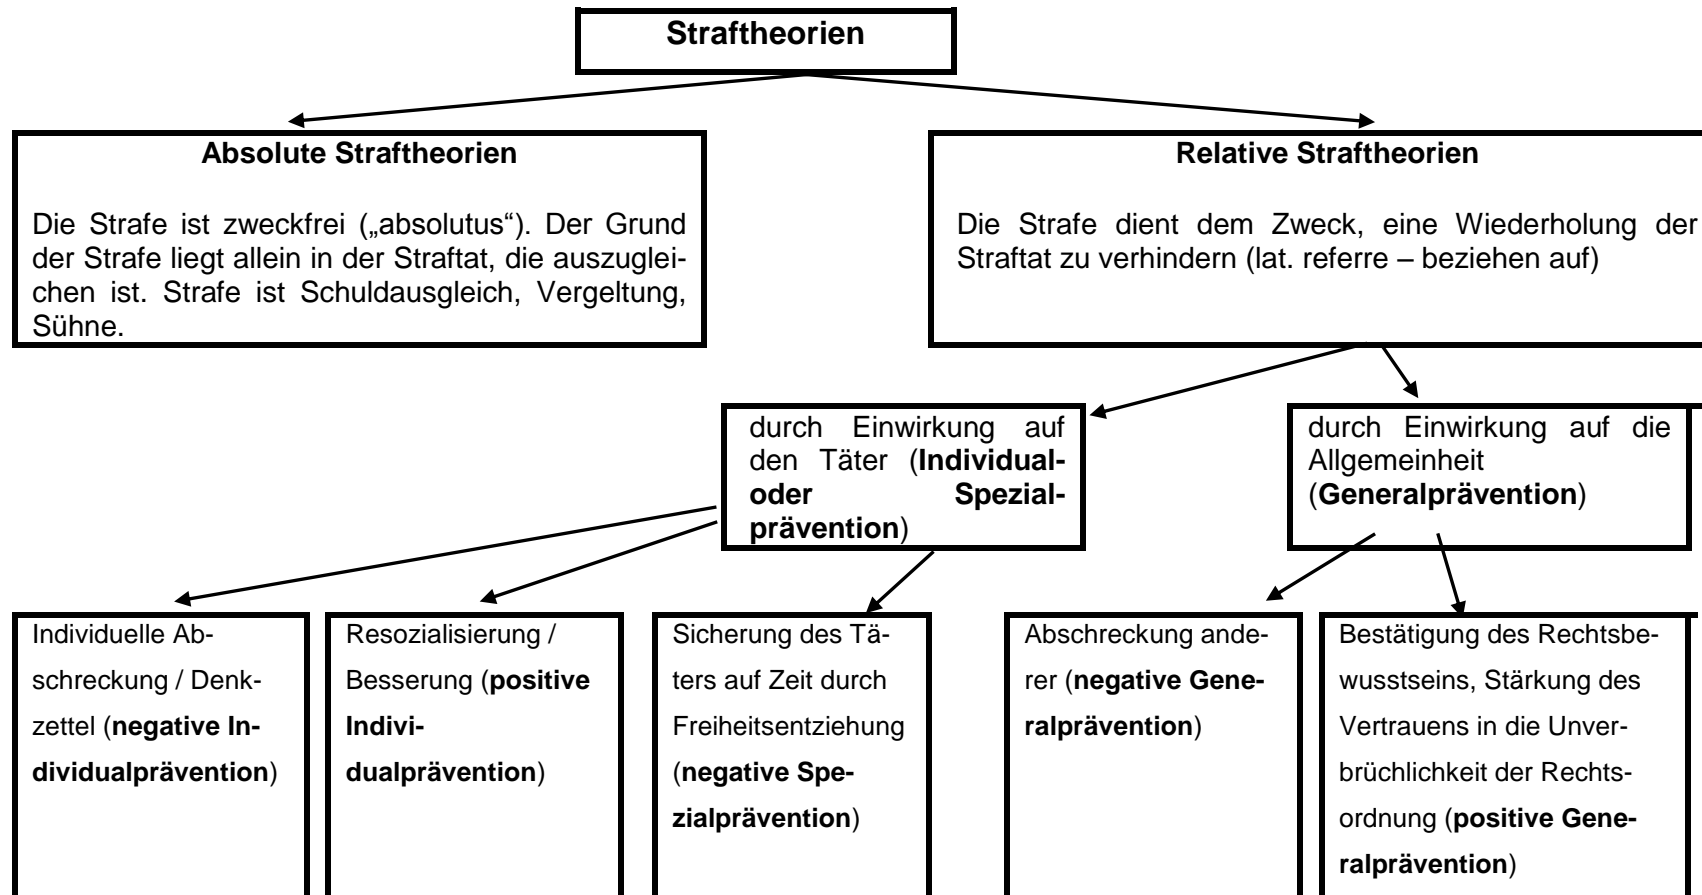 Straftheorien
Absolute Straftheorien
Die Strafe ist zweckfrei („absolutus“). Der Grund
der Strafe liegt allein in der Straftat, die auszuglei-
chen ist. Strafe ist Schuldausgleich, Vergeltung,
Sühne.
Relative Straftheorien
Die Strafe dient dem Zweck, eine Wiederholung der
Straftat zu verhindern (lat. referre – beziehen auf)
durch Einwirkung auf
den Täter (Individual-
oder Spezial-
prävention)
durch Einwirkung auf die
Allgemeinheit
(Generalprävention)
Individuelle Ab-
schreckung / Denk-
zettel (negative In-
dividualprävention)
Resozialisierung /
Besserung (positive
Indivi-
dualprävention)
Sicherung des Tä-
ters auf Zeit durch
Freiheitsentziehung
(negative Spe-
zialprävention)
Abschreckung ande-
rer (negative Gene-
ralprävention)
Bestätigung des Rechtsbe-
wusstseins, Stärkung des
Vertrauens in die Unver-
brüchlichkeit der Rechts-
ordnung (positive Gene-
ralprävention)